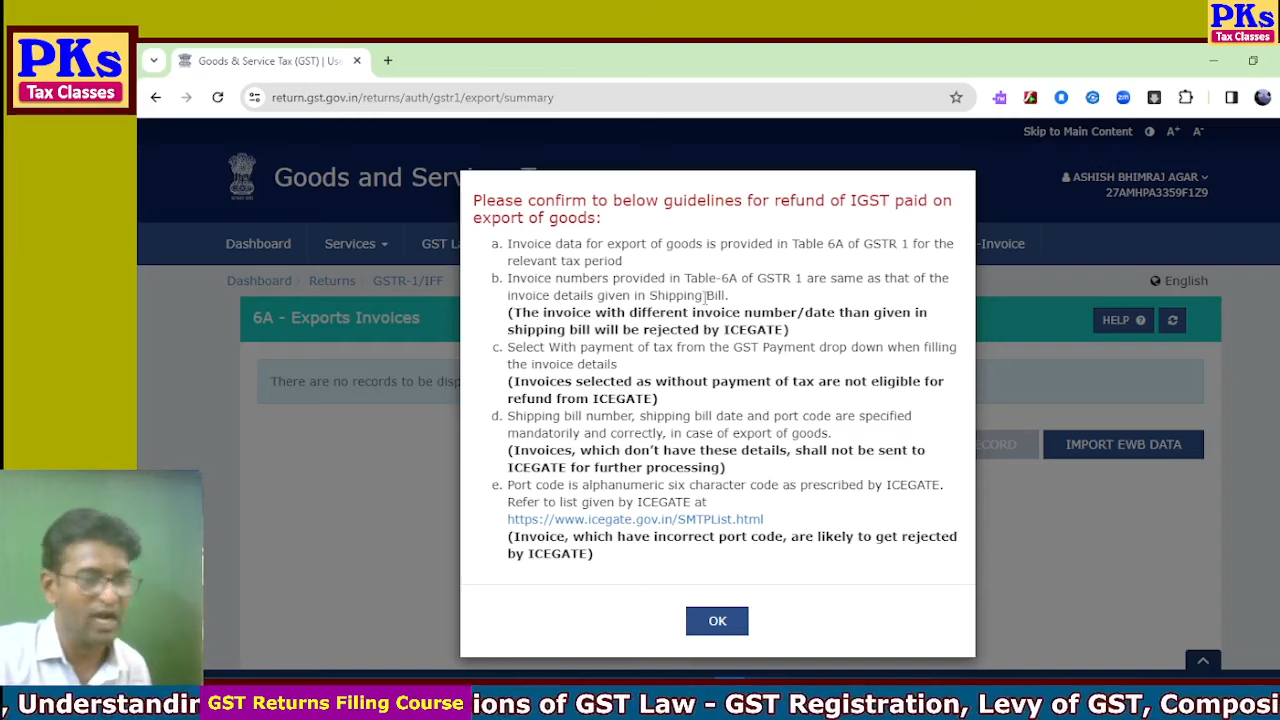 PKs
Tax Classes
PKs
Tax Classes
Goods & Service Tax (GST) | Us
return.gst.gov.in/returns/auth/gstr1/export/summary
Skip to Main Content A+ A-
Goods and Serv
ASHISH BHIMRAJ AGAR
27AMHPA3359F1Z9
Dashboard Services GST L -Invoice
Dashboard Returns GSTR-1/IFF English
6A - Exports Invoices HELP
There are no records to be disp
ECORD IMPORT EWB DATA
Please confirm to below guidelines for refund of IGST paid on
export of goods:
a. Invoice data for export of goods is provided in Table 6A of GSTR 1 for the
relevant tax period
b. Invoice numbers provided in Table-6A of GSTR 1 are same as that of the
invoice details given in Shipping Bill.
(The invoice with different invoice number/date than given in
shipping bill will be rejected by ICEGATE)
c. Select With payment of tax from the GST Payment drop down when filling
the invoice details
(Invoices selected as without payment of tax are not eligible for
refund from ICEGATE)
d. Shipping bill number, shipping bill date and port code are specified
mandatorily and correctly, in case of export of goods.
(Invoices, which don't have these details, shall not be sent to
ICEGATE for further processing)
e. Port code is alphanumeric six character code as prescribed by ICEGATE.
Refer to list given by ICEGATE at
https://www.icegate.gov.in/SMTPList.html
(Invoice, which have incorrect port code, are likely to get rejected
by ICEGATE)
OK
, Understandin GST Returns Filing Course ions of GST Law - GST Registration, Levy of GST, Composi